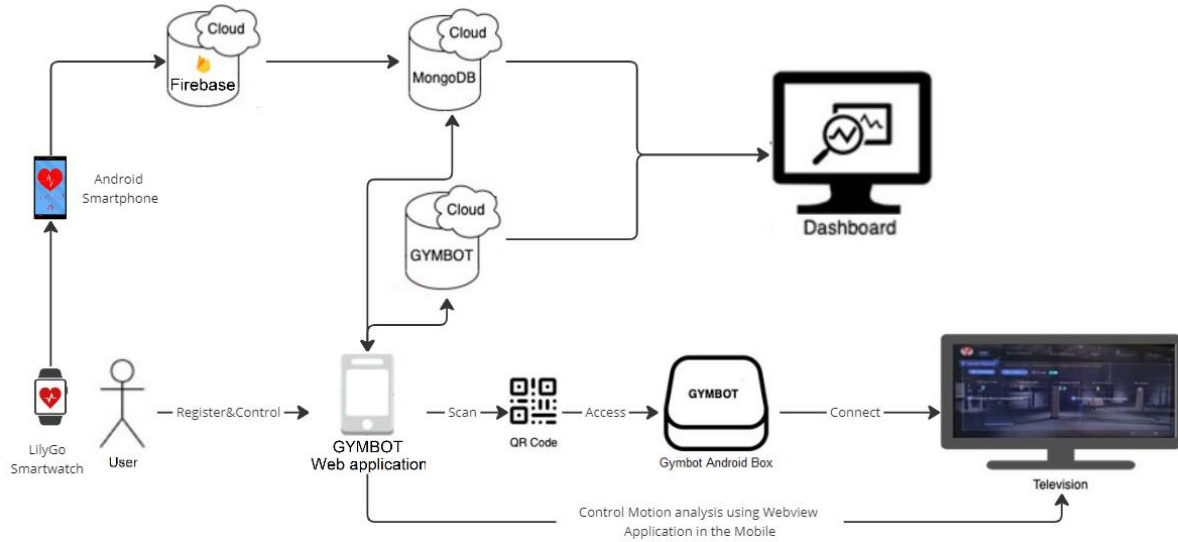 Cloud
Firebase
Cloud
MongoDB
Android
Smartphone
Cloud
GYMBOT
Dashboard
LilyGo
Smartwatch
User
Register&Control
GYMBOT
Web application
Scan
QR Code
Access
GYMBOT
Gymbot Android Box
Connect
Television
Control Motion analysis using Webview
Application in the Mobile